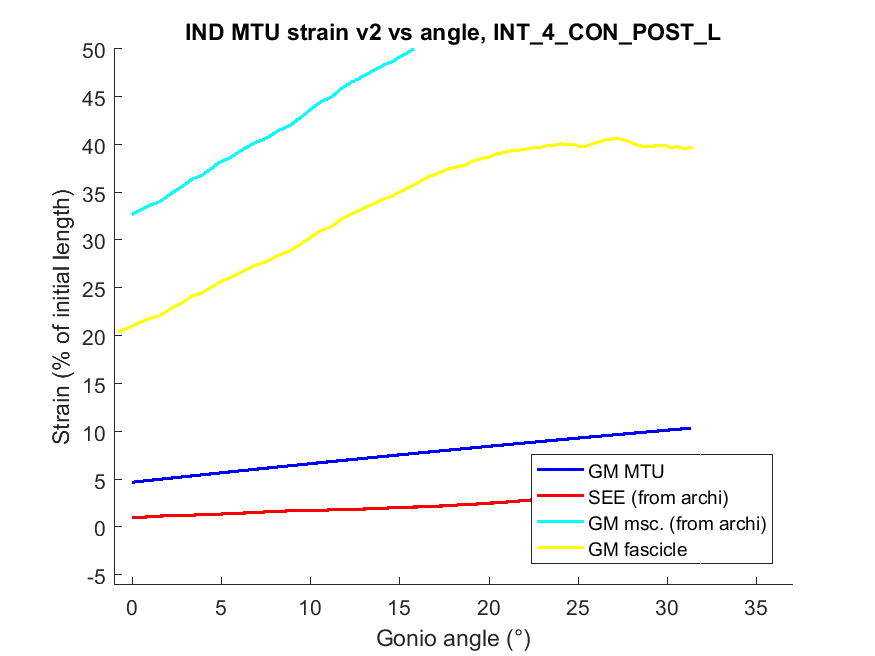 IND MTU strain v2 vs angle, INT_4_CON_POST_L
50
45
40
35
30
25
20
15
10
5
0
-5
Strain (% of initial length)
GM MTU
SEE (from archi)
GM msc. (from archi)
GM fascicle
0 5 10 15 20 25 30 35
Gonio angle (°)